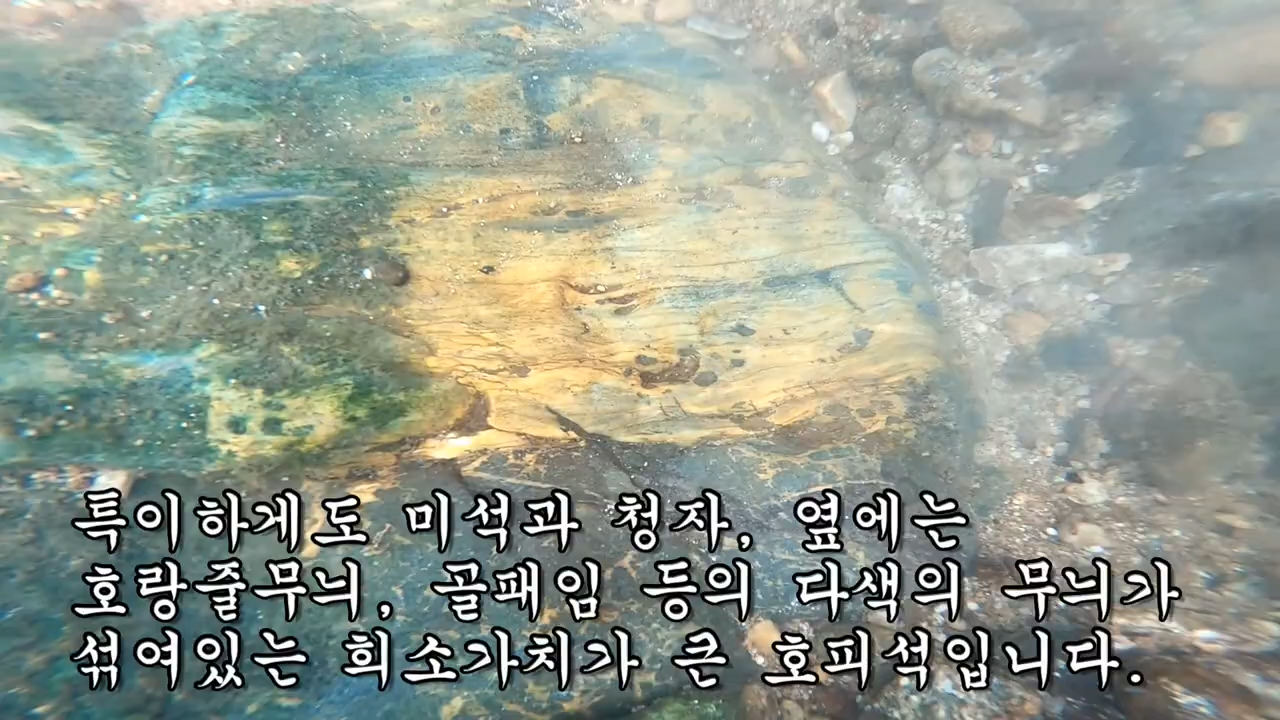 특이하게도 미석과 청자, 옆에는
호랑줄무늬, 골패임 등의 다색의 무늬가
섞여있는 희소가치가 큰 호피석입니다.